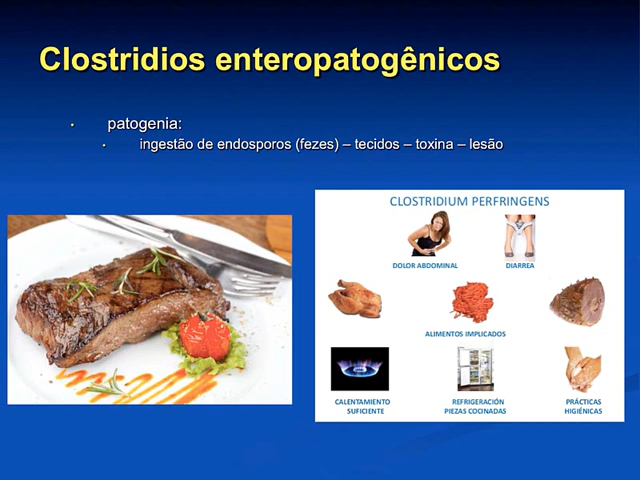 Clostridios enteropatogênicos
• patogenia:
• ingestão de endosporos (fezes) – tecidos – toxina – lesão
CLOSTRIDIUM PERFRINGENS
DOLOR ABDOMINAL DIARREA
ALIMENTOS IMPLICADOS
CALENTAMIENTO REFRIGERACIÓN PRÁCTICAS
SUFICIENTE PIEZAS COCINADAS HIGIÉNICAS